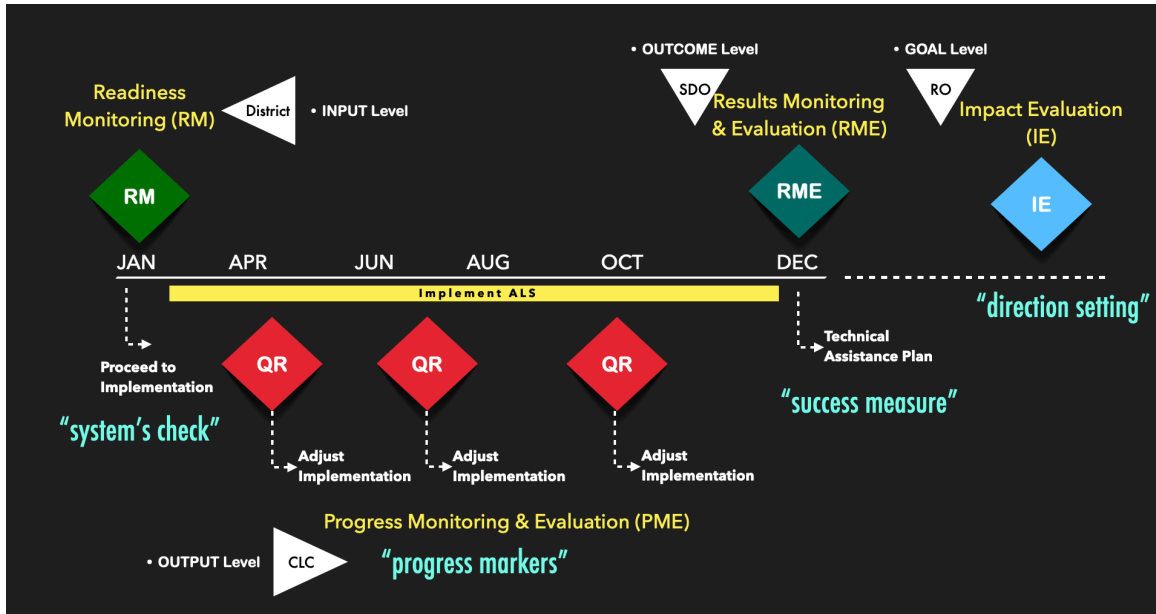 • OUTCOME Level
• GOAL Level
SDO
RO
Readiness
Monitoring (RM)
District
• INPUT Level
Results Monitoring
& Evaluation (RME)
Impact Evaluation
(IE)
RM
RME
IE
JAN
APR
JUN
AUG
OCT
DEC
Implement ALS
“direction setting”
Proceed to
Implementation
QR
QR
QR
Technical
Assistance Plan
“system’s check”
“success measure”
Adjust
Implementation
Adjust
Implementation
Adjust
Implementation
Progress Monitoring & Evaluation (PME)
• OUTPUT Level
CLC
“progress markers”